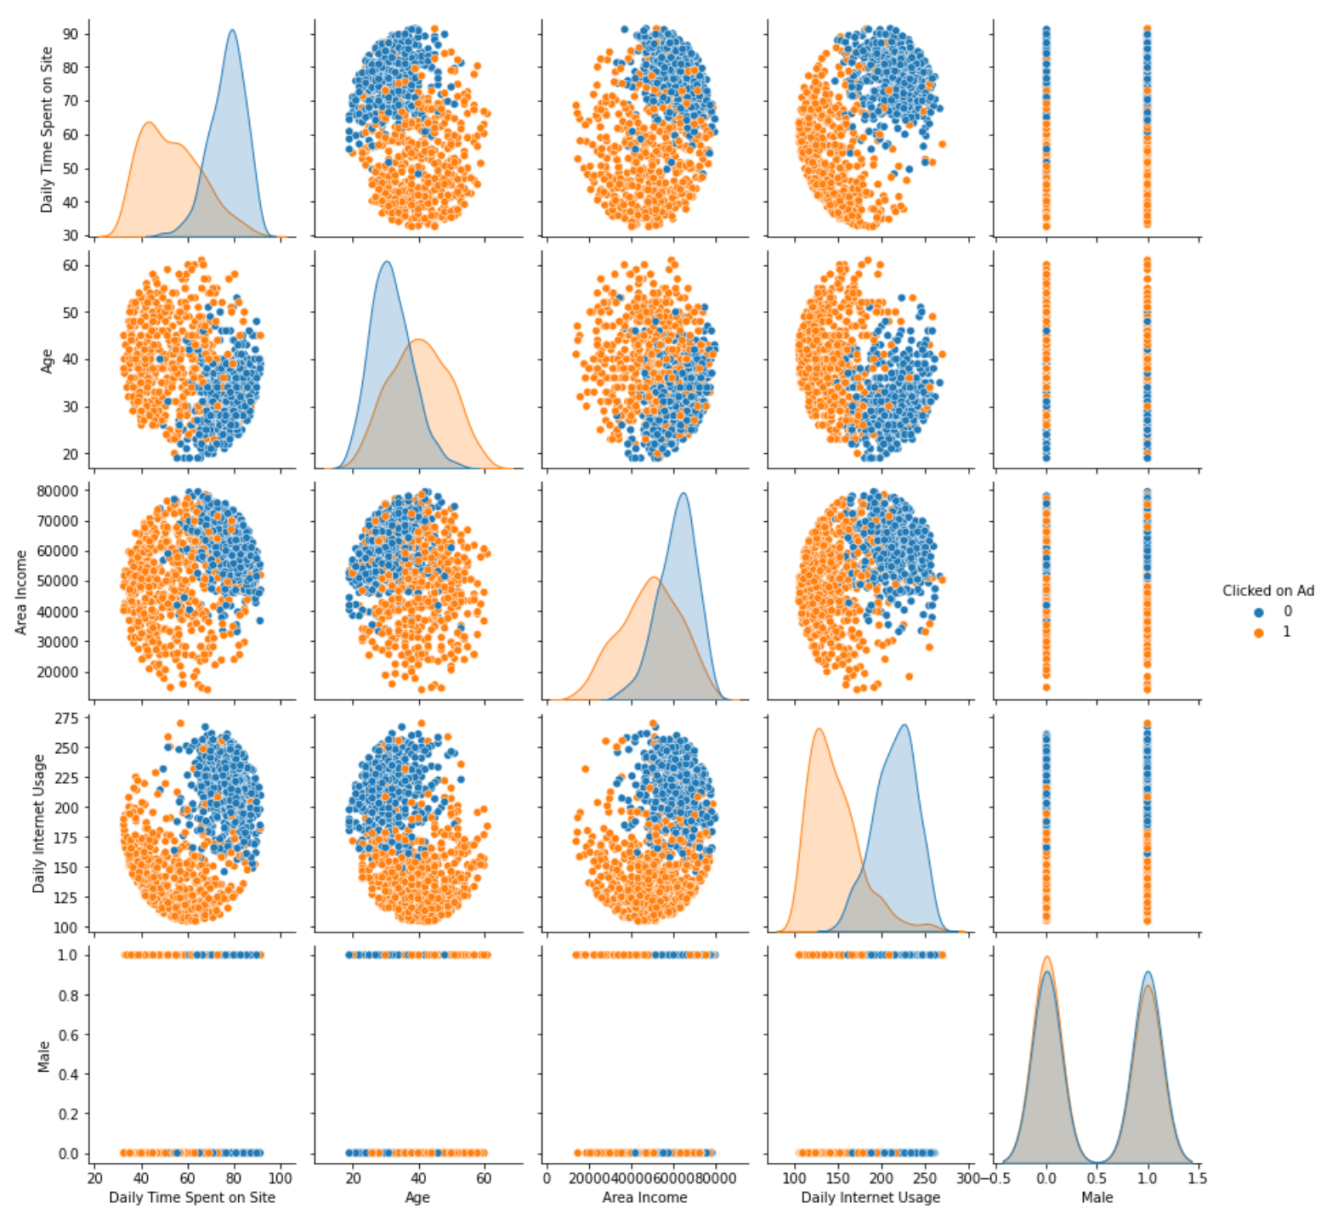 90
80
70
60
50
40
30
Daily Time Spent on Site
60
50
40
30
20
Age
80000
70000
60000
50000
40000
30000
20000
Area Income
Clicked on Ad
0
1
275
250
225
200
175
150
125
100
Daily Internet Usage
1.0
0.8
0.6
0.4
0.2
0.0
Male
20 40 60 80 100
Daily Time Spent on Site
20 40 60
Age
0 20000 40000 60000 80000
Area Income
100 150 200 250 300
Daily Internet Usage
−0.5 0.0 0.5 1.0 1.5
Male